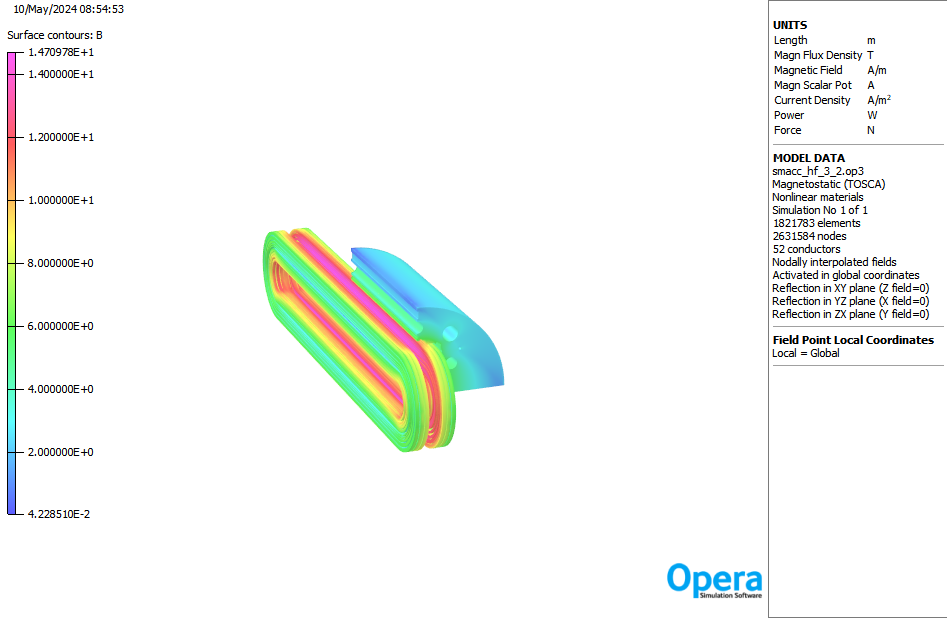 10/May/2024 08:54:53
Surface contours: B
1.470978E+1
1.400000E+1
1.200000E+1
1.000000E+1
8.000000E+0
6.000000E+0
4.000000E+0
2.000000E+0
4.228510E-2
UNITS
Length m
Magn Flux Density T
Magnetic Field A/m
Magn Scalar Pot A
Current Density A/m²
Power W
Force N
MODEL DATA
smacc_hf_3_2.op3
Magnetostatic (TOSCA)
Nonlinear materials
Simulation No 1 of 1
1821783 elements
2631584 nodes
52 conductors
Nodally interpolated fields
Activated in global coordinates
Reflection in XY plane (Z field=0)
Reflection in YZ plane (X field=0)
Reflection in ZX plane (Y field=0)
Field Point Local Coordinates
Local = Global
Opera
Simulation Software